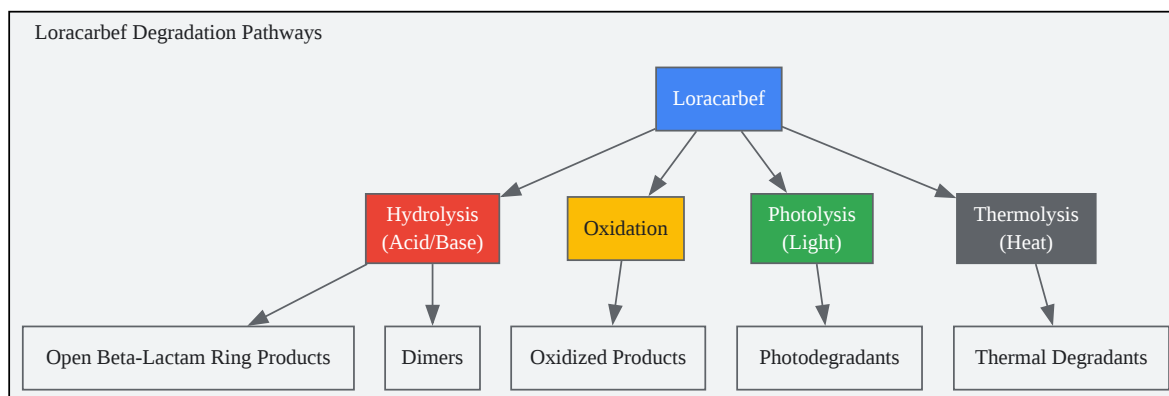 Loracarbef Degradation Pathways
Loracarbef
Hydrolysis
(Acid/Base)
Oxidation
Photolysis
(Light)
Thermolysis
(Heat)
Open Beta-Lactam Ring Products
Dimers
Oxidized Products
Photodegradants
Thermal Degradants